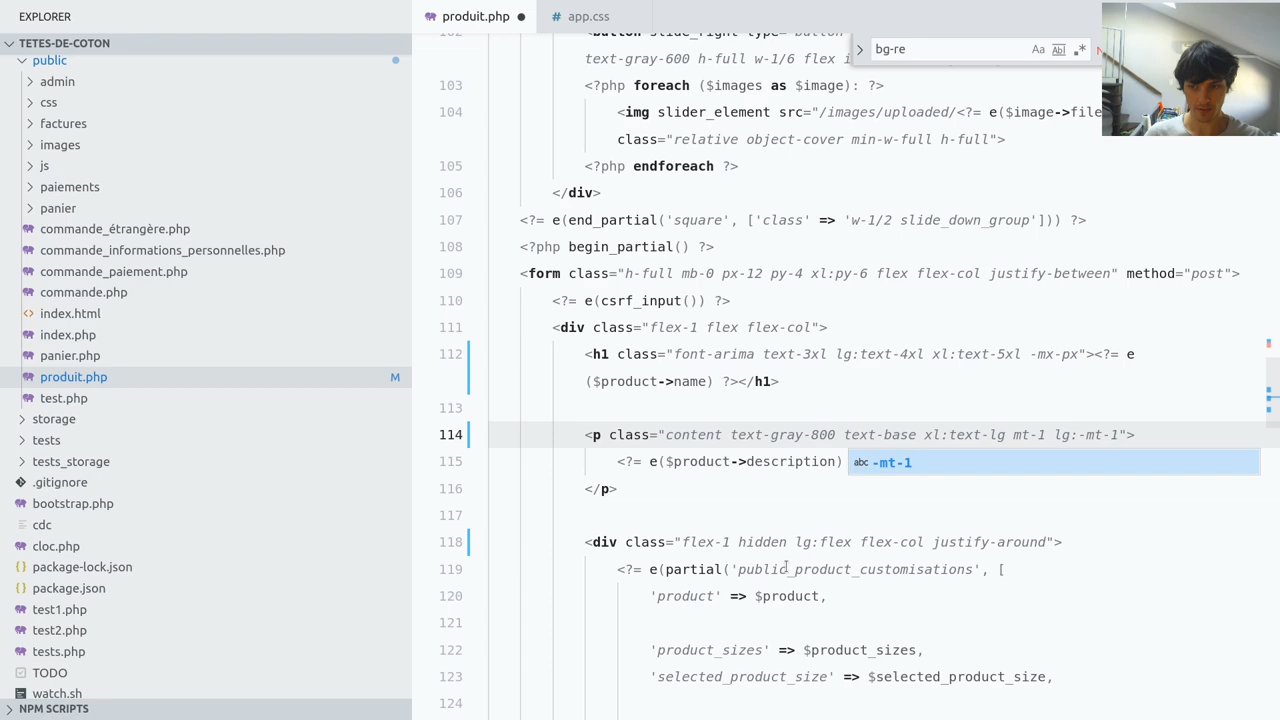 EXPLORER
TETES-DE-COTON
public
admin
css
factures
images
js
paiements
panier
commande_étrangère.php
commande_informations_personnelles.php
commande_paiement.php
commande.php
index.html
index.php
panier.php
produit.php M
test.php
storage
tests
tests_storage
.gitignore
bootstrap.php
cdc
cloc.php
package-lock.json
package.json
test1.php
test2.php
tests.php
TODO
watch.sh
NPM SCRIPTS
produit.php ● app.css
bg-re Aa Abl .*
text-gray-600 h-full w-1/6 flex
103 <?php foreach ($images as $image): ?>
104 <img slider_element src="/images/uploaded/<?= e($image->file
class="relative object-cover min-w-full h-full">
105 <?php endforeach ?>
106 </div>
107 <?= e(end_partial('square', ['class' => 'w-1/2 slide_down_group'])) ?>
108 <?php begin_partial() ?>
109 <form class="h-full mb-0 px-12 py-4 xl:py-6 flex flex-col justify-between" method="post">
110 <?= e(csrf_input()) ?>
111 <div class="flex-1 flex flex-col">
112 <h1 class="font-arima text-3xl lg:text-4xl xl:text-5xl -mx-px"><?= e
($product->name) ?></h1>
113
114 <p class="content text-gray-800 text-base xl:text-lg mt-1 lg:-mt-1">
115 <?= e($product->description)
abc -mt-1
116 </p>
117
118 <div class="flex-1 hidden lg:flex flex-col justify-around">
119 <?= e(partial('public_product_customisations', [
120 'product' => $product,
121
122 'product_sizes' => $product_sizes,
123 'selected_product_size' => $selected_product_size,
124